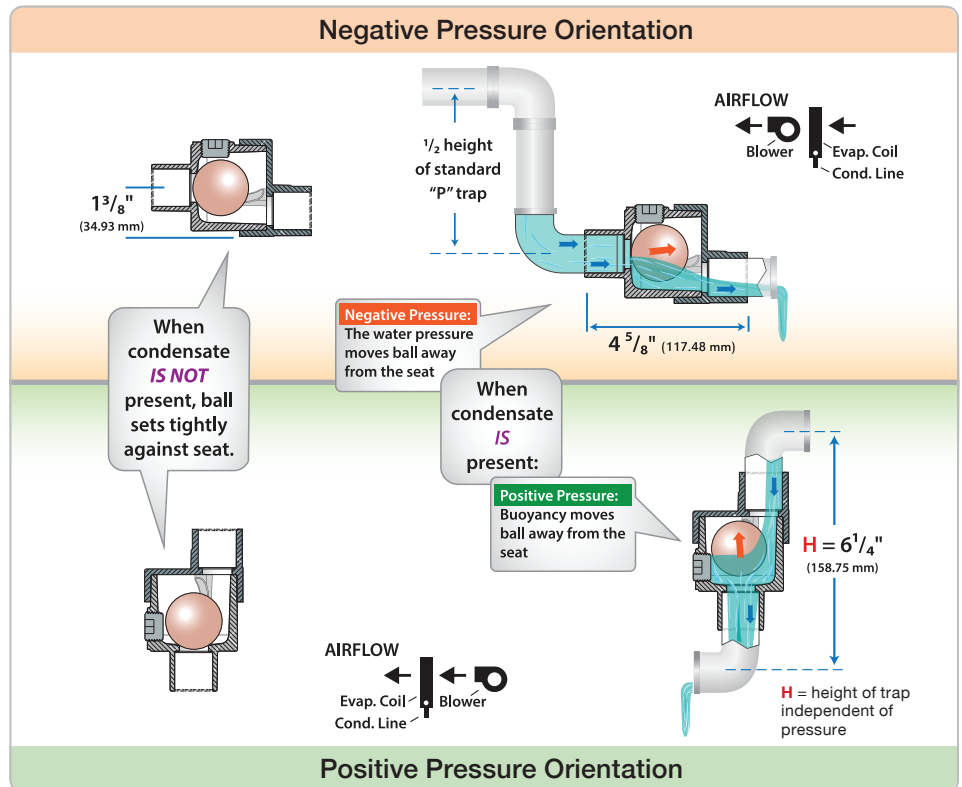 Negative Pressure Orientation
1/2 height
of standard
"P" trap
AIRFLOW
Blower
Evap. Coil
Cond. Line
1 3/8"
(34.93 mm)
4 5/8" (117.48 mm)
When
condensate
IS NOT
present, ball
sets tightly
against seat.
Negative Pressure:
The water pressure
moves ball away
from the seat
When
condensate
IS
present:
Positive Pressure:
Buoyancy moves
ball away from the
seat
H = 6 1/4"
(158.75 mm)
AIRFLOW
Evap. Coil
Blower
Cond. Line
H = height of trap
independent of
pressure
Positive Pressure Orientation